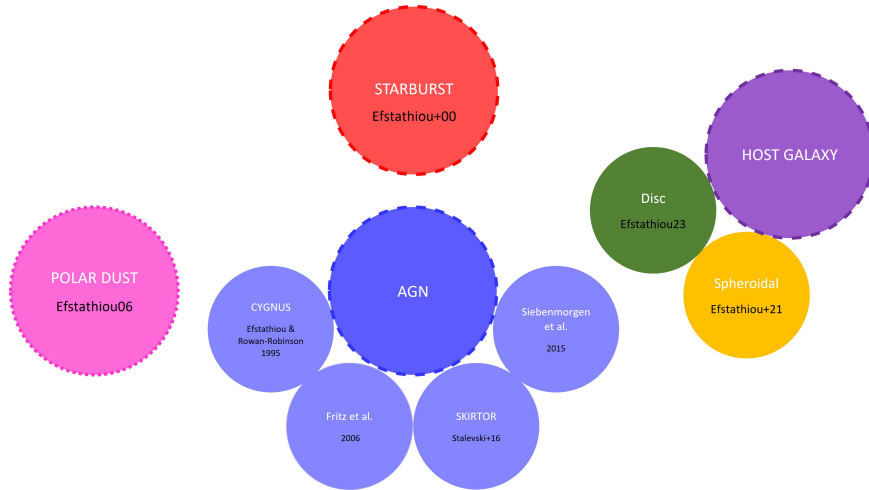 STARBURST
Efstathiou+00
HOST GALAXY
Disc
Efstathiou23
Spheroidal
Efstathiou+21
POLAR DUST
Efstathiou06
AGN
CYGNUS
Efstathiou &
Rowan-Robinson
1995
Siebenmorgen
et al.
2015
Fritz et al.
2006
SKIRTOR
Stalevski+16